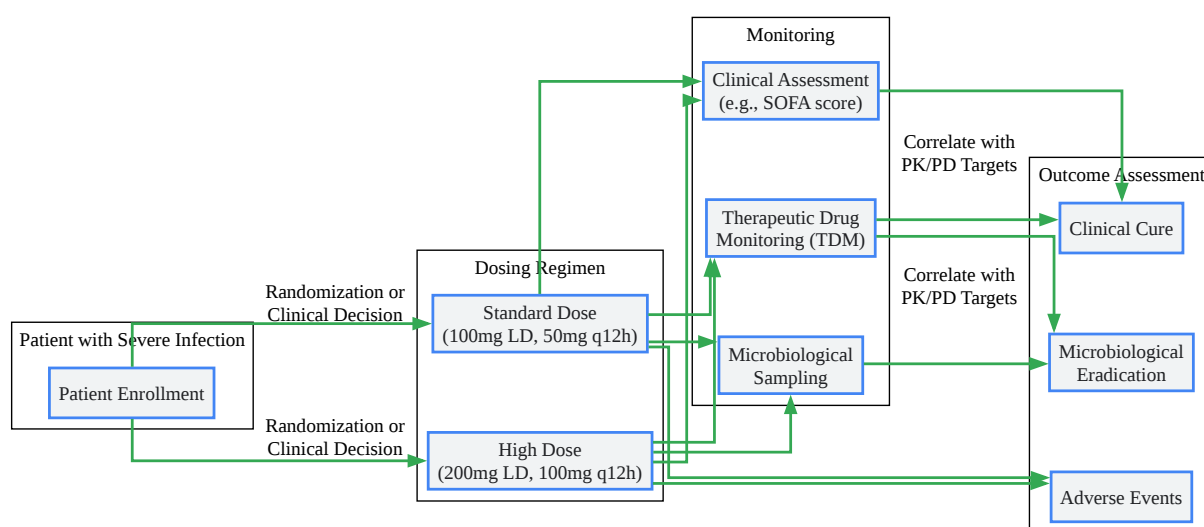 Patient with Severe Infection
Patient Enrollment
Randomization or
Clinical Decision
Randomization or
Clinical Decision
Dosing Regimen
Standard Dose
(100mg LD, 50mg q12h)
High Dose
(200mg LD, 100mg q12h)
Monitoring
Clinical Assessment
(e.g., SOFA score)
Therapeutic Drug
Monitoring (TDM)
Microbiological
Sampling
Correlate with
PK/PD Targets
Correlate with
PK/PD Targets
Outcome Assessment
Clinical Cure
Microbiological
Eradication
Adverse Events